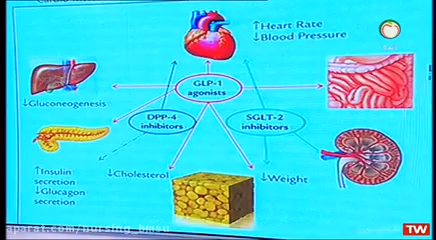 ↑Heart Rate
↓Blood Pressure
GLP-1
agonists
↓Gluconeogenesis
DPP-4
inhibitors
SGLT-2
inhibitors
↑Insulin
secretion
↓Glucagon
secretion
↓Cholesterol
↓Weight
TW